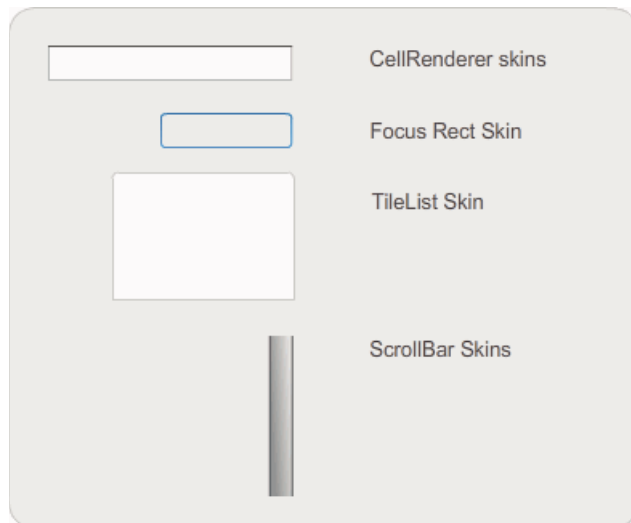 CellRenderer skins
Focus Rect Skin
TileList Skin
ScrollBar Skins